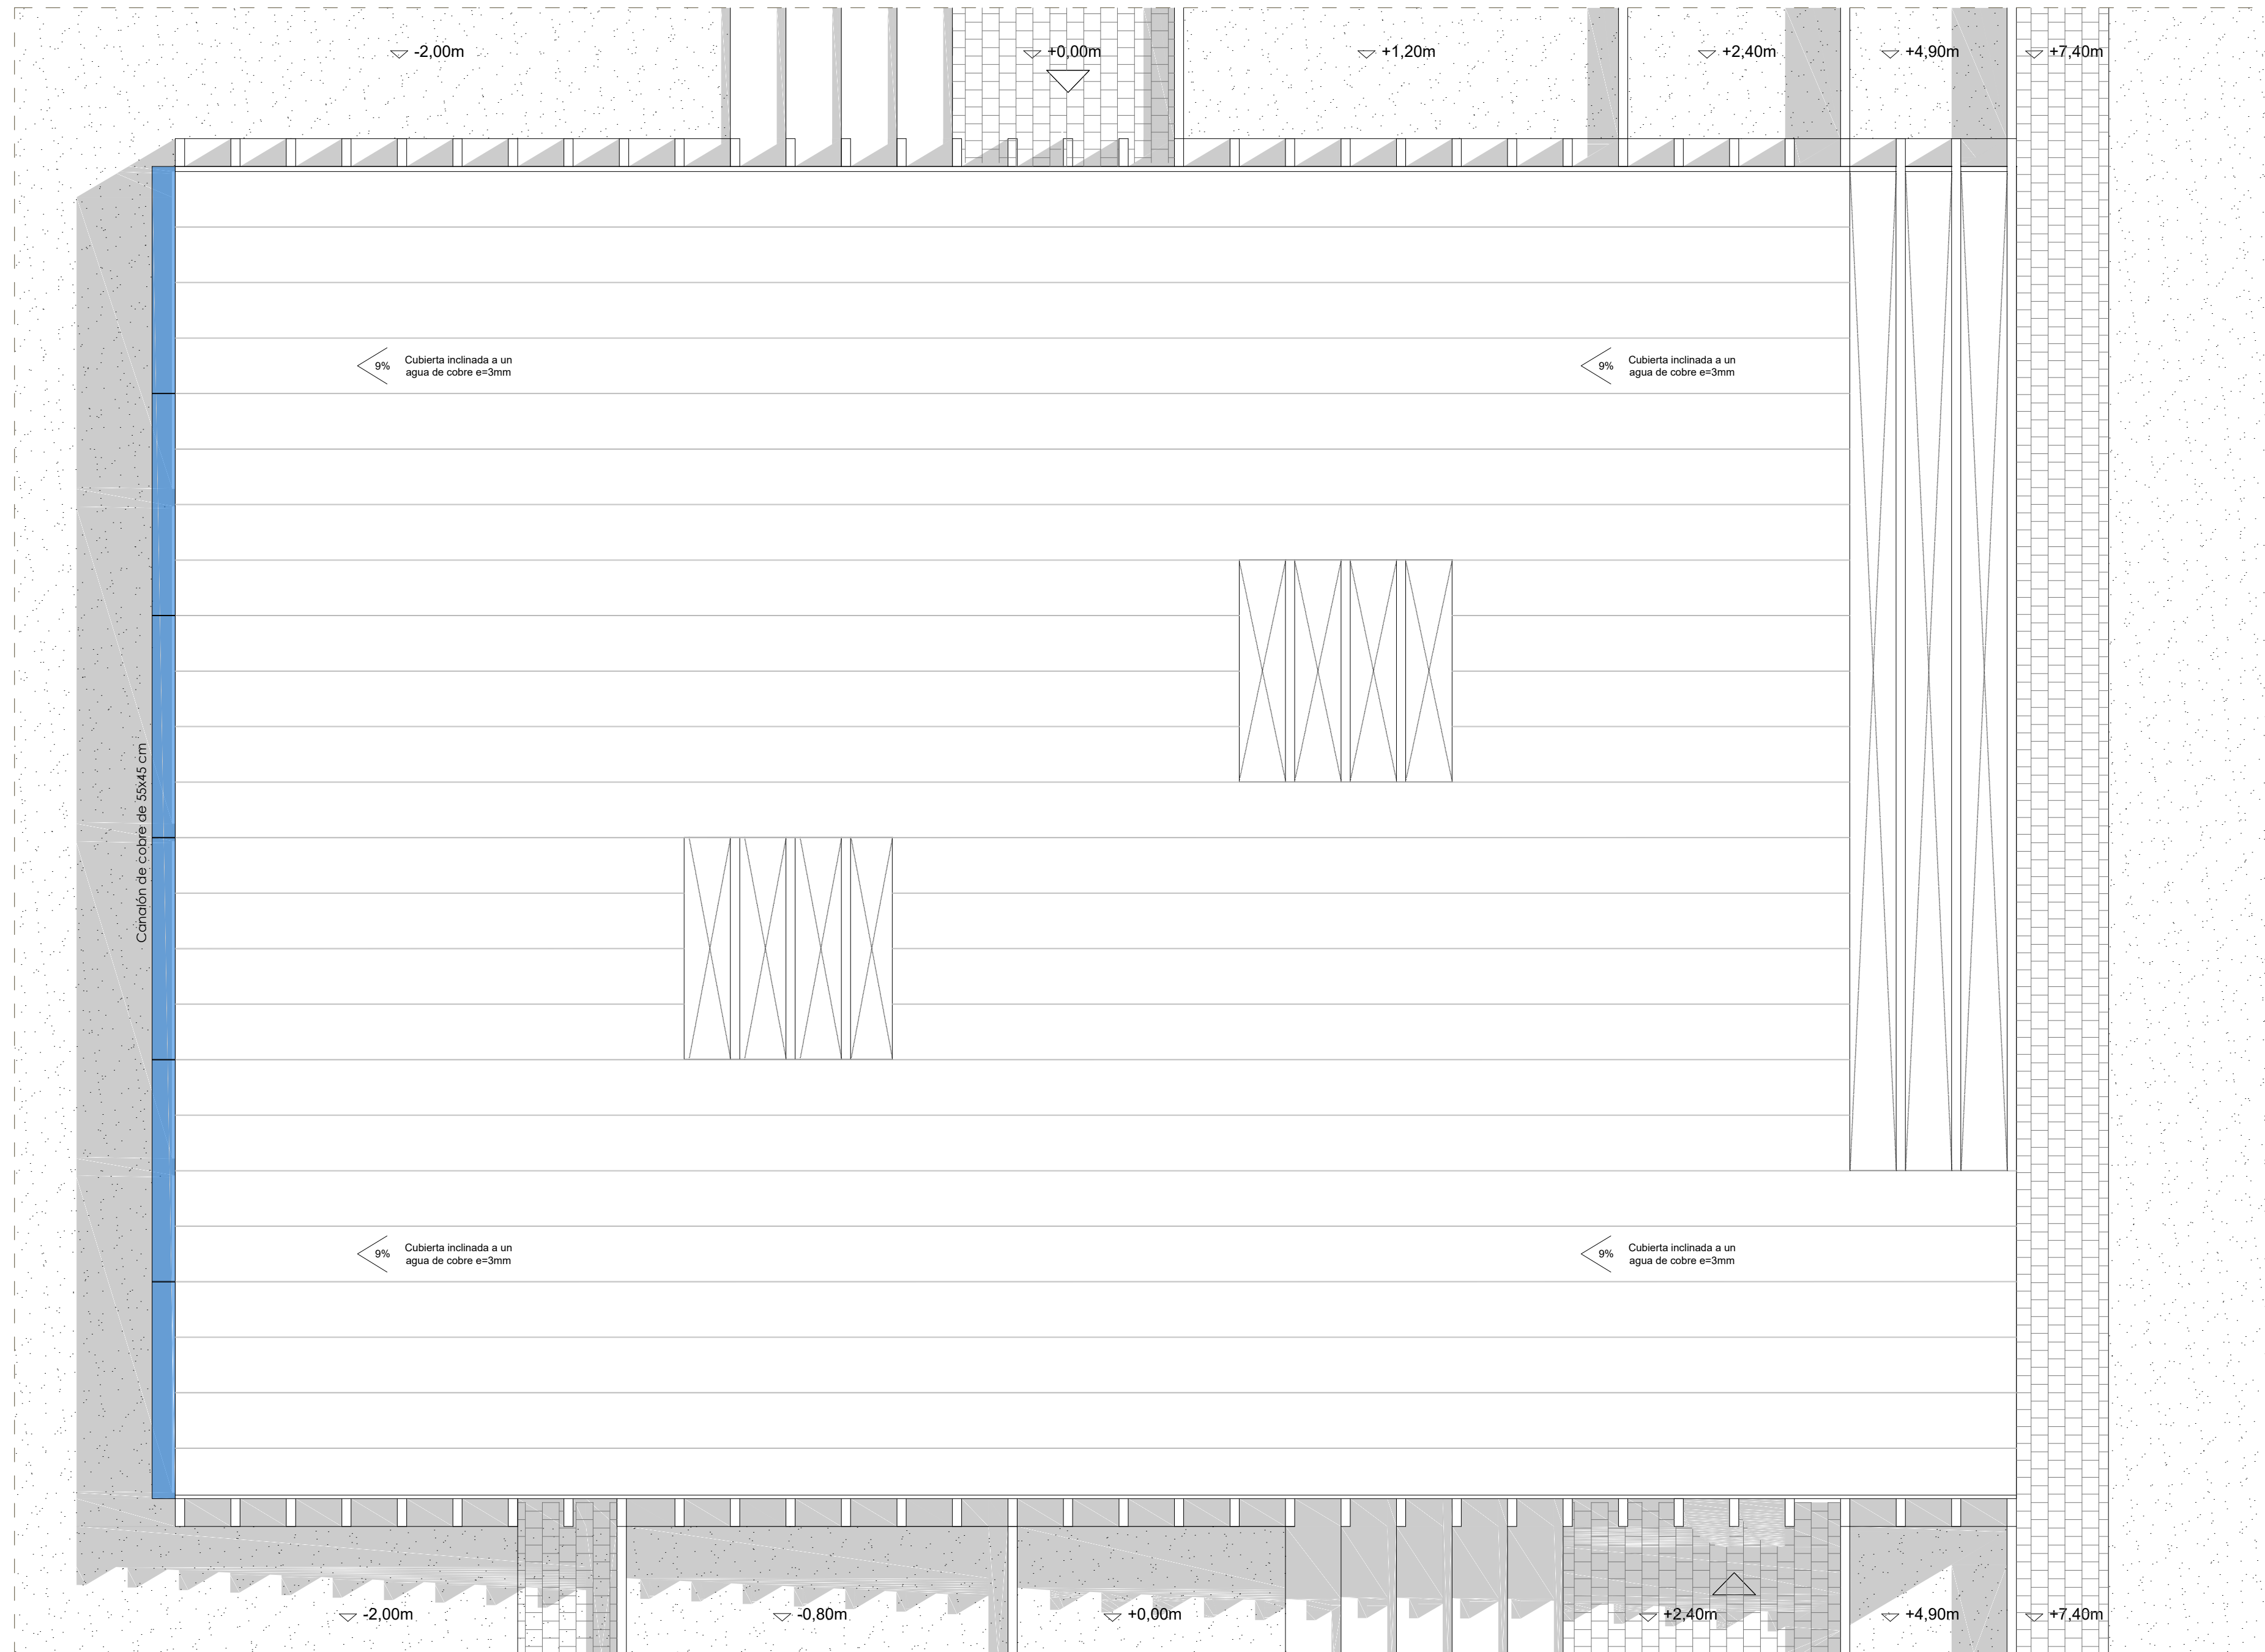 -2,00m
+0,00m
+1,20m
+2,40m
+4,90m
+7,40m
9%
Cubierta inclinada a un
agua de cobre e=3mm
9%
Cubierta inclinada a un
agua de cobre e=3mm
Canalón de cobre de 55x45 cm
9%
Cubierta inclinada a un
agua de cobre e=3mm
9%
Cubierta inclinada a un
agua de cobre e=3mm
-2,00m
-0,80m
+0,00m
+2,40m
+4,90m
+7,40m